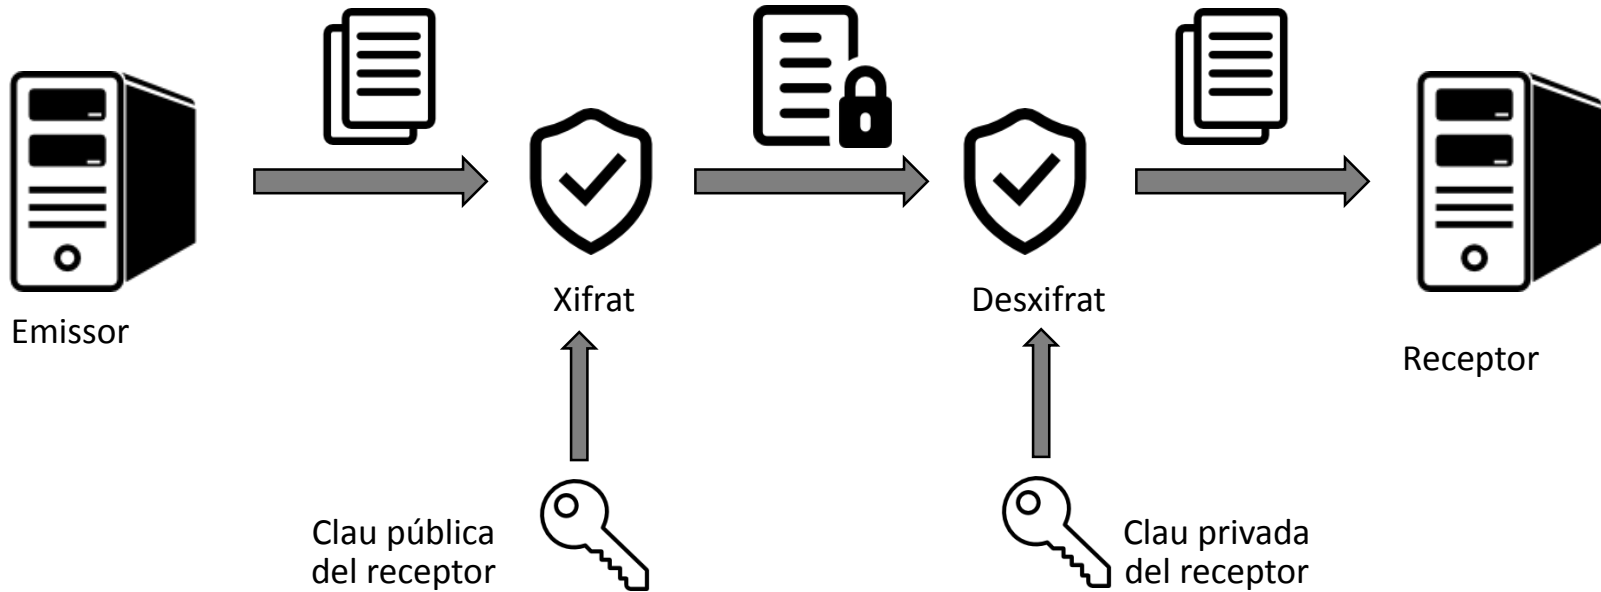 Xifrat
Desxifrat
Emissor
Receptor
Clau pública
del receptor
Clau privada
del receptor